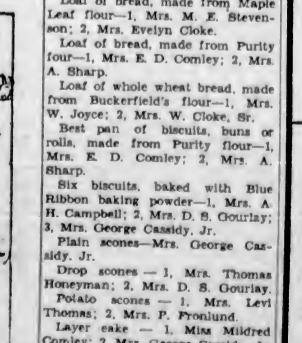 Loaf of bread, made from Maple
Leaf flour—1, Mrs. M. E. Steven-
son; 2, Mrs. Evelyn Cloke.
Loaf of bread, made from Purity
four—1, Mrs. E. D. Comley; 2, Mrs.
A. Sharp.
Loaf of whole wheat bread, made
from Buckerfield's flour—1, Mrs.
W. Joyce; 2, Mrs. W. Cloke, Sr.
Best pan of biscuits, buns or
rolls, made from Purity flour—1,
Mrs. E. D. Comley; 2, Mrs. A.
Sharp.
Six biscuits, baked with Blue
Ribbon baking powder—1, Mrs. A
H. Campbell; 2, Mrs. D. S. Gourlay;
3, Mrs. George Cassidy, Jr.
Plain scones—Mrs. George Cas-
sidy, Jr.
Drop scones — 1, Mrs. Thomas
Honeyman; 2, Mrs. D. S. Gourlay.
Potato scones — 1, Mrs. Levi
Thomas; 2, Mrs. P. Fronlund.
Layer cake — 1, Miss Mildred
Comley; 2, Mrs. George